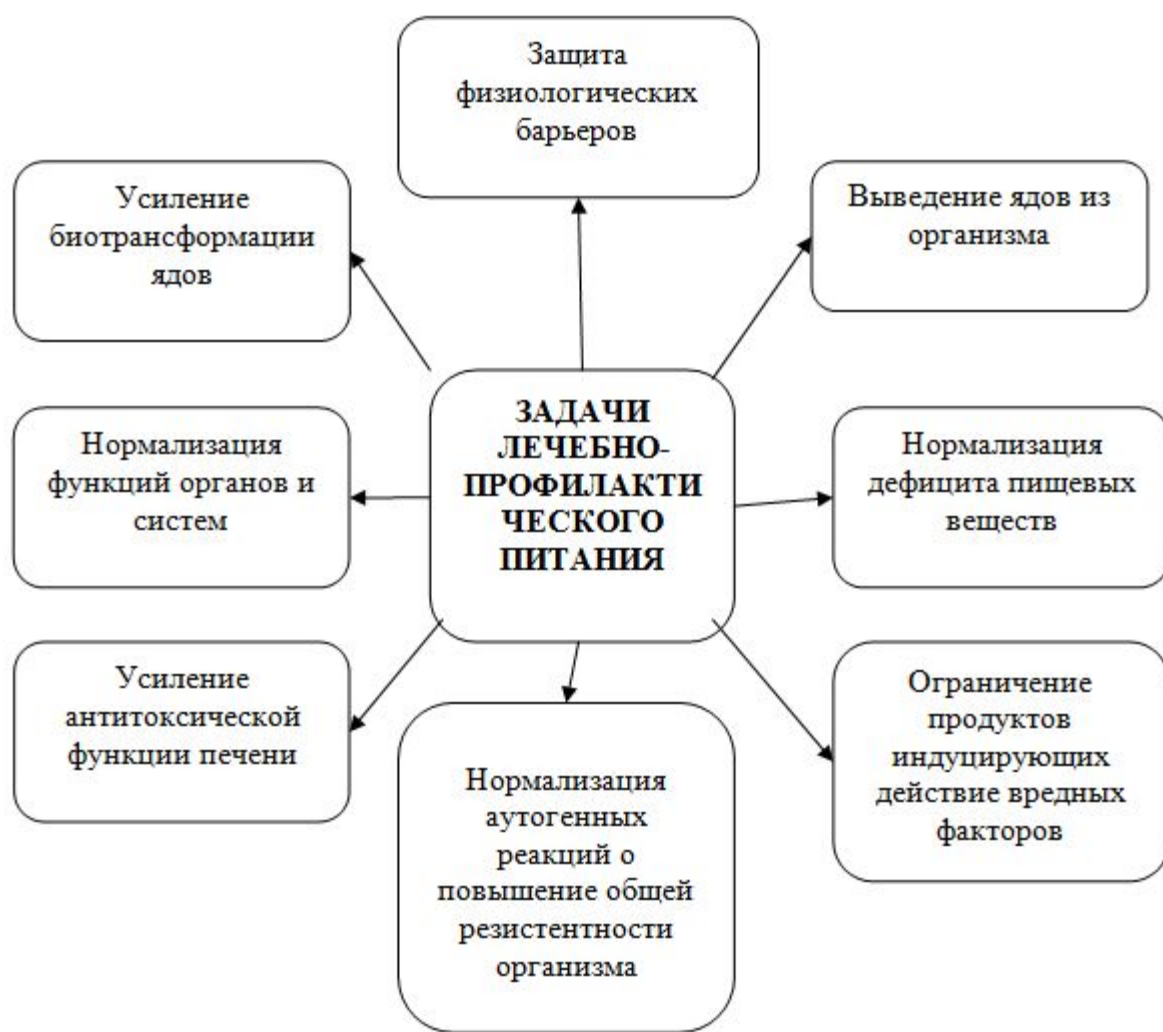 Защита
физиологических
барьеров
Усиление
биотрансформации
ядов
Выведение ядов из
организма
ЗАДАЧИ
ЛЕЧЕБНО-
ПРОФИЛАКТИ
ЧЕСКОГО
ПИТАНИЯ
Нормализация
функций органов и
систем
Нормализация
дефицита пищевых
веществ
Усиление
антитоксической
функции печени
Нормализация
аутогенных
реакций о
повышение общей
резистентности
организма
Ограничение
продуктов
индуцирующих
действие вредных
факторов